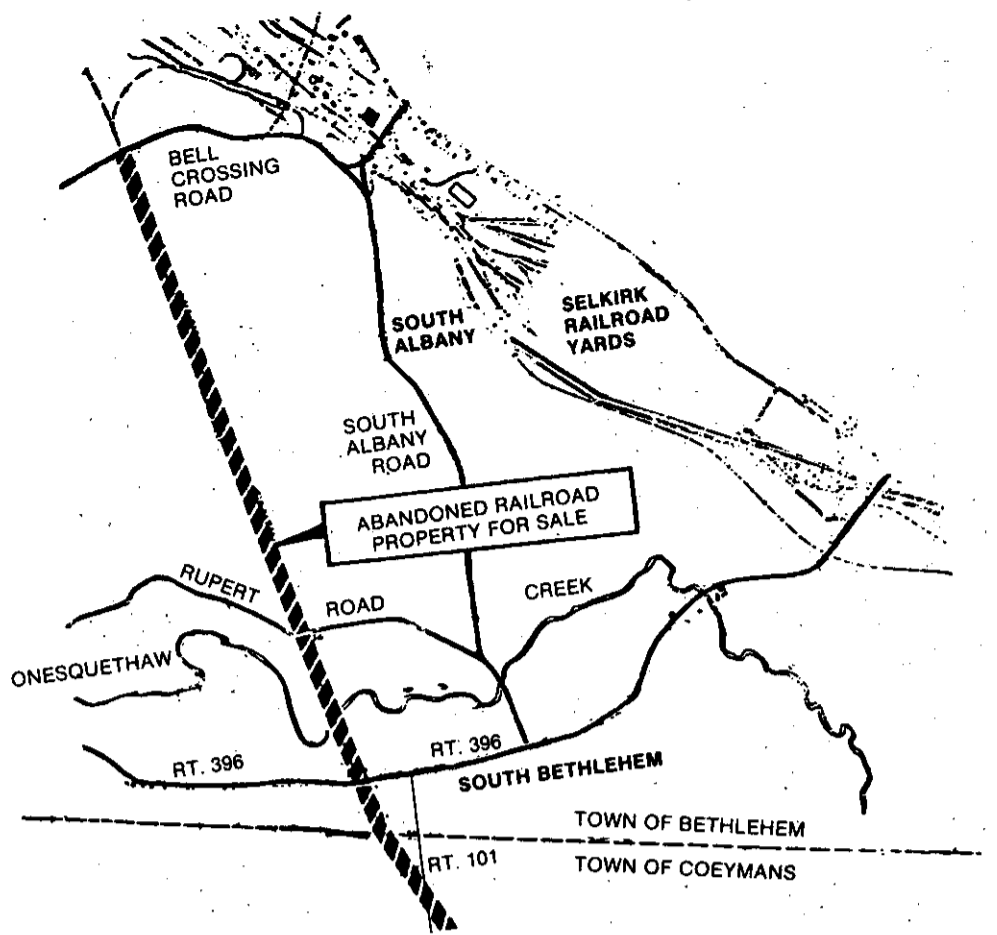 BELL
CROSSING
ROAD
SOUTH
ALBANY
SELKIRK
RAILROAD
YARDS
SOUTH
ALBANY
ROAD
ABANDONED RAILROAD
PROPERTY FOR SALE
RUPERT
ROAD
CREEK
ONESQUETHAW
RT. 396
RT. 396
SOUTH BETHLEHEM
TOWN OF BETHLEHEM
RT. 101
TOWN OF COEYMANS